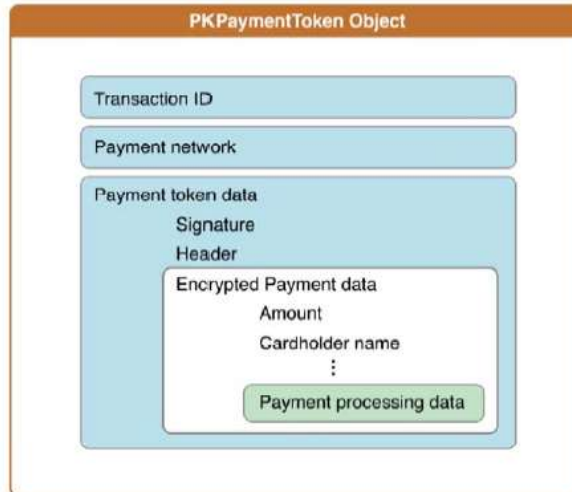 PKPaymentToken Object
Transaction ID
Payment network
Payment token data
Signature
Header
Encrypted Payment data
Amount
Cardholder name
⋮
Payment processing data